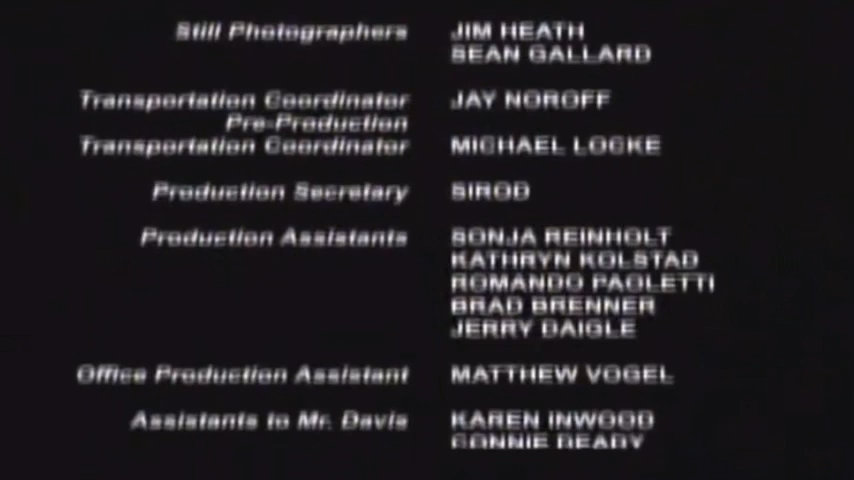 Still Photographers JIM HEATH
SEAN GALLARD
Transportation Coordinator JAY NOROFF
Pre-Production
Transportation Coordinator MICHAEL LOCKE
Production Secretary SIROD
Production Assistants SONJA REINHOLT
KATHRYN KOLSTAD
ROMANDO PAOLETTI
BRAD BRENNER
JERRY DAIGLE
Office Production Assistant MATTHEW VOGEL
Assistants to Mr. Davis KAREN INWOOD
CONNIE